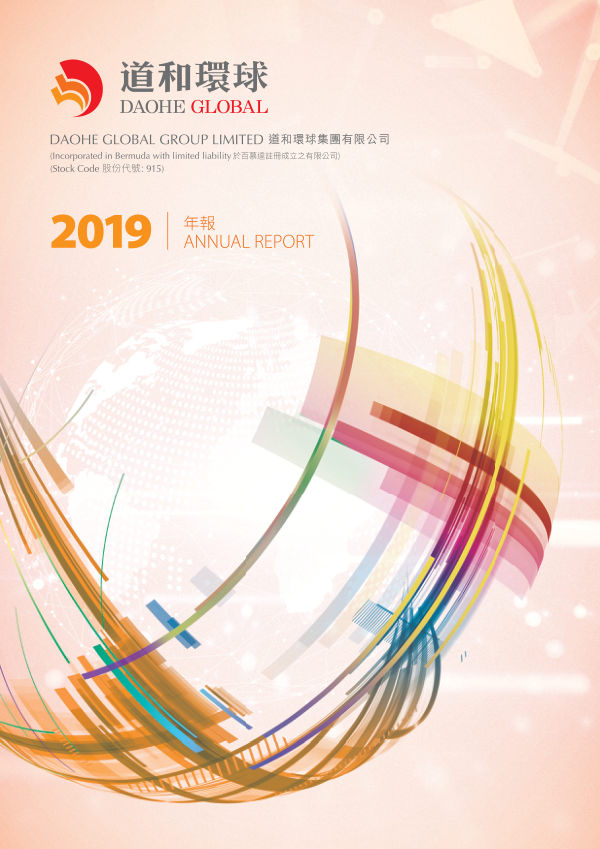 道和環球
DAOHE GLOBAL
DAOHE GLOBAL GROUP LIMITED 道和環球集團有限公司
(Incorporated in Bermuda with limited liability 於百慕達註冊成立之有限公司)
(Stock Code 股份代號: 915)
2019
年報
ANNUAL REPORT